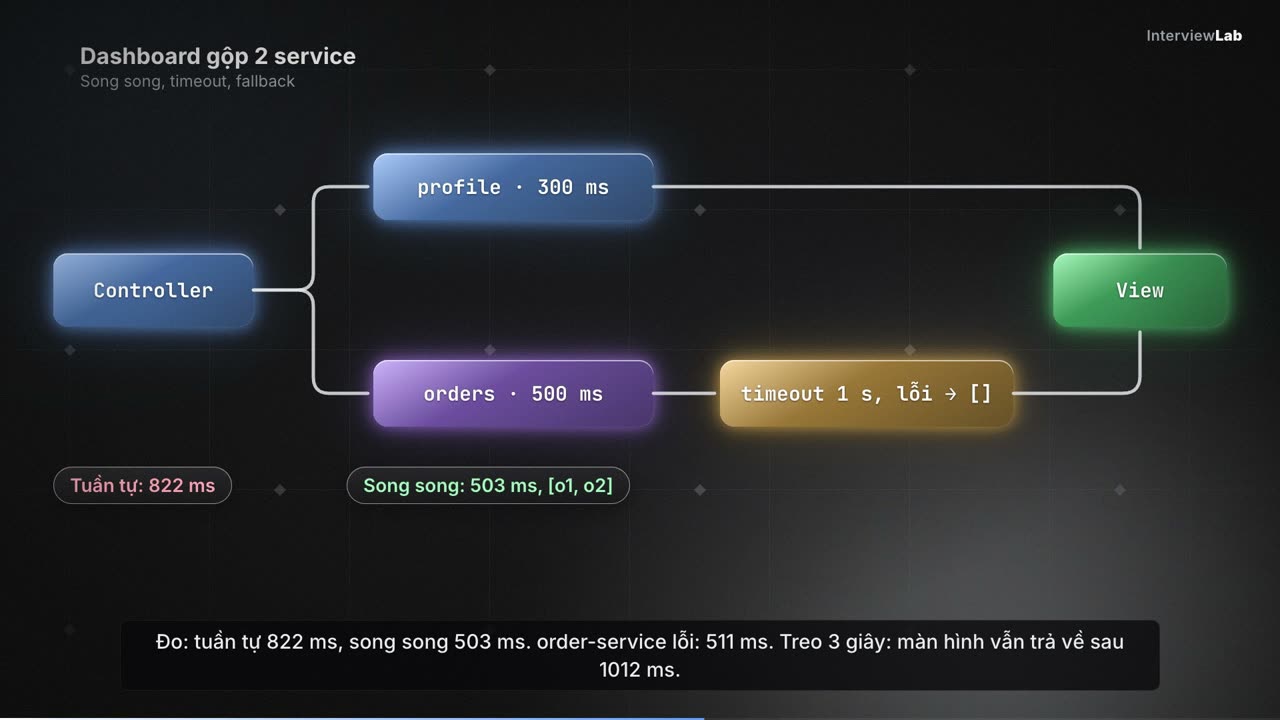 Dashboard gộp 2 service
Song song, timeout, fallback
InterviewLab
profile · 300 ms
Controller
View
orders · 500 ms
timeout 1 s, lỗi → []
Tuần tự: 822 ms
Song song: 503 ms, [o1, o2]
Đo: tuần tự 822 ms, song song 503 ms. order-service lỗi: 511 ms. Treo 3 giây: màn hình vẫn trả về sau
1012 ms.